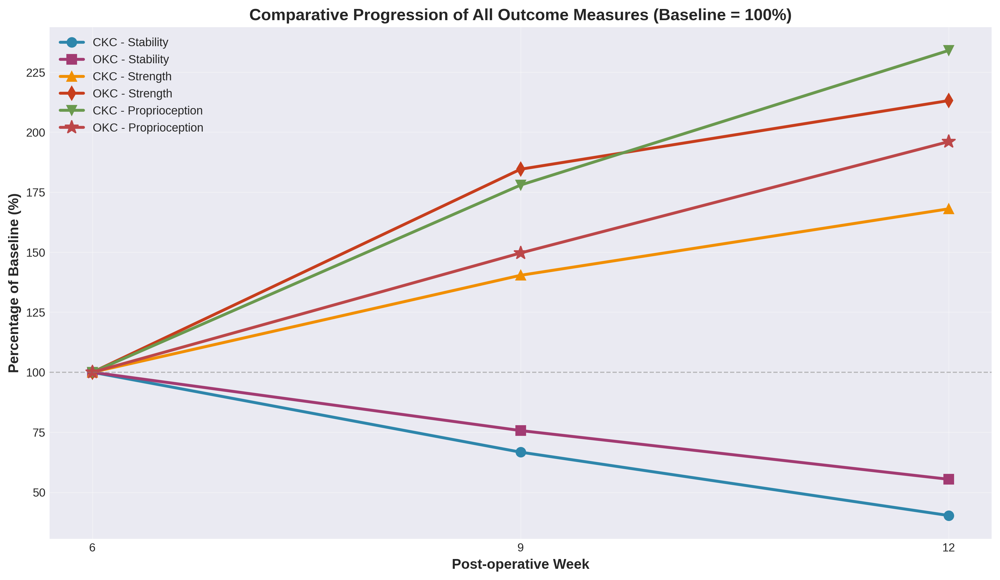 Comparative Progression of All Outcome Measures (Baseline = 100%)
CKC - Stability
OKC - Stability
CKC - Strength
OKC - Strength
CKC - Proprioception
OKC - Proprioception
Percentage of Baseline (%)
225
200
175
150
125
100
75
50
6
9
12
Post-operative Week